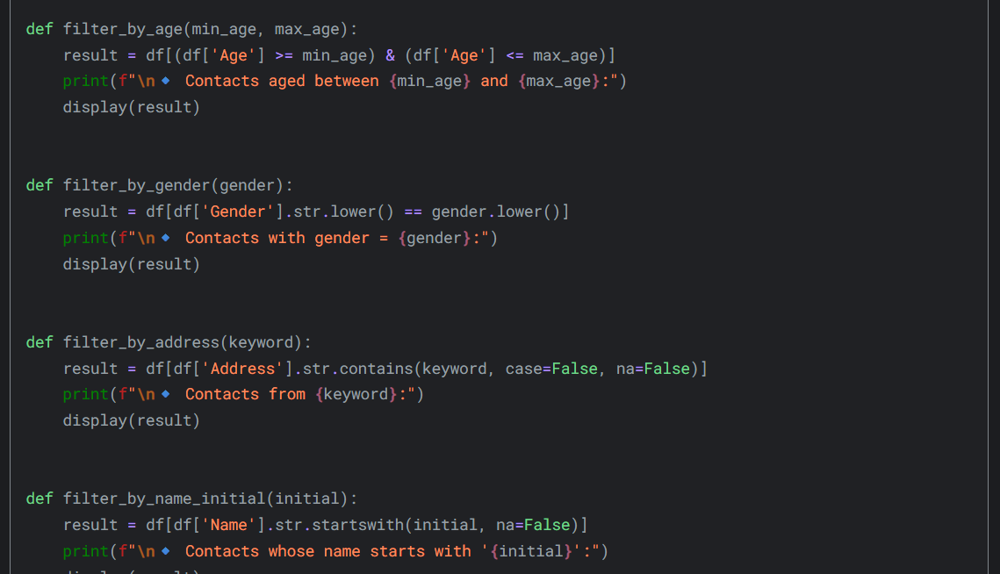 def filter_by_age(min_age, max_age):
    result = df[(df['Age'] >= min_age) & (df['Age'] <= max_age)]
    print(f"\n🔹 Contacts aged between {min_age} and {max_age}:")
    display(result)
def filter_by_gender(gender):
    result = df[df['Gender'].str.lower() == gender.lower()]
    print(f"\n🔹 Contacts with gender = {gender}:")
    display(result)
def filter_by_address(keyword):
    result = df[df['Address'].str.contains(keyword, case=False, na=False)]
    print(f"\n🔹 Contacts from {keyword}:")
    display(result)
def filter_by_name_initial(initial):
    result = df[df['Name'].str.startswith(initial, na=False)]
    print(f"\n🔹 Contacts whose name starts with '{initial}':")